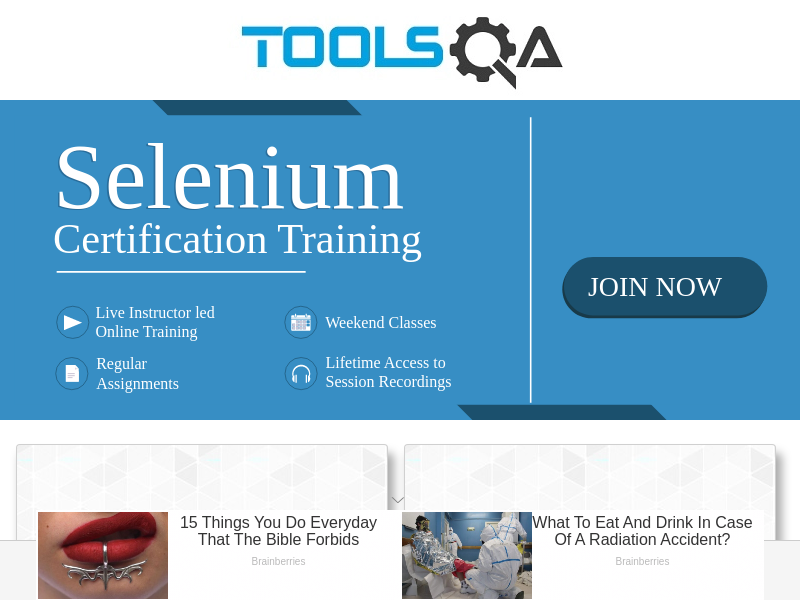 TOOLSQA
Selenium
Certification Training
JOIN NOW
Live Instructor led
Online Training
Weekend Classes
Regular
Assignments
Lifetime Access to
Session Recordings
15 Things You Do Everyday
That The Bible Forbids
Brainberries
What To Eat And Drink In Case
Of A Radiation Accident?
Brainberries